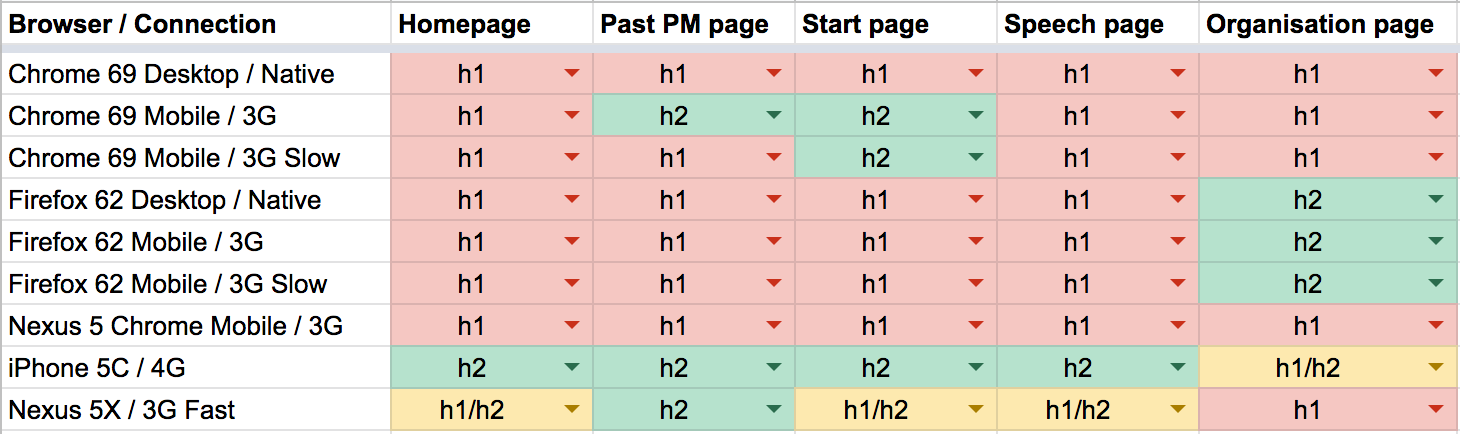 Browser / Connection Homepage Past PM page Start page Speech page Organisation page
Chrome 69 Desktop / Native h1 h1 h1 h1 h1
Chrome 69 Mobile / 3G h1 h2 h2 h1 h1
Chrome 69 Mobile / 3G Slow h1 h1 h2 h1 h1
Firefox 62 Desktop / Native h1 h1 h1 h1 h2
Firefox 62 Mobile / 3G h1 h1 h1 h1 h2
Firefox 62 Mobile / 3G Slow h1 h1 h1 h1 h2
Nexus 5 Chrome Mobile / 3G h1 h1 h1 h1 h1
iPhone 5C / 4G h2 h2 h2 h2 h1/h2
Nexus 5X / 3G Fast h1/h2 h2 h1/h2 h1/h2 h1